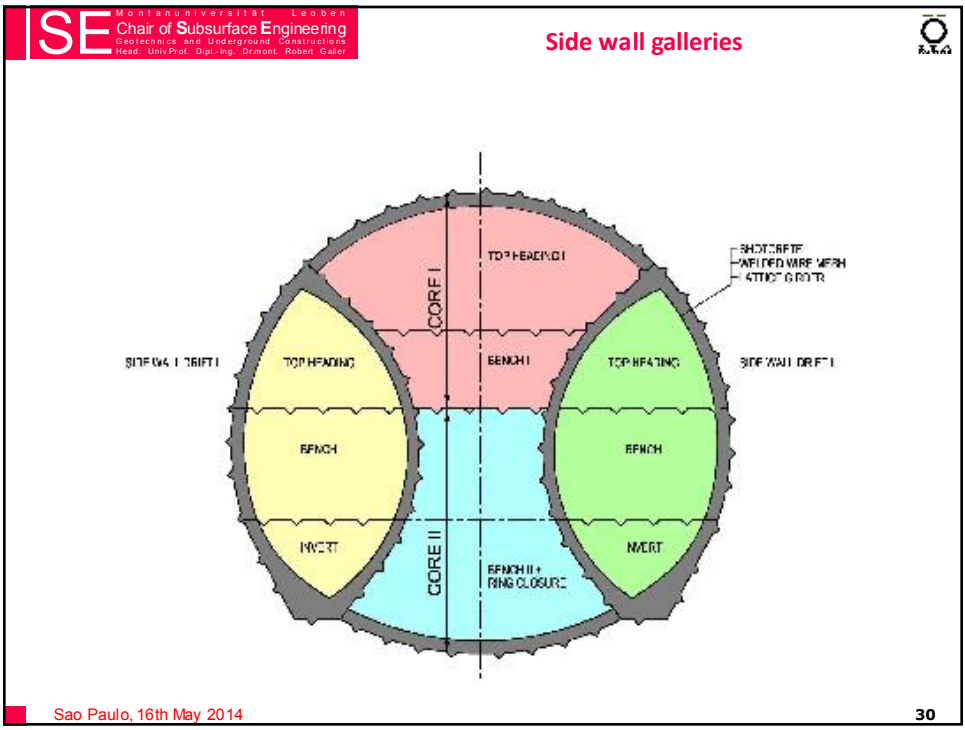 Montanuniversität Leoben
SE Chair of Subsurface Engineering
Geotechnics and Underground Constructions
Head: Univ.Prof. Dipl.-Ing. Dr.mont. Robert Galler
Side wall galleries
TOP HEADING I
SHOTCRETE
WELDED WIRE MESH
LATTICE GIRDER
CORE I
SIDE WALL DRIFT I
TOP HEADING
BENCH I
TOP HEADING
SIDE WALL DRIFT
BENCH
BENCH
INVERT
CORE II
BENCH II +
RING CLOSURE
INVERT
Sao Paulo, 16th May 2014
30